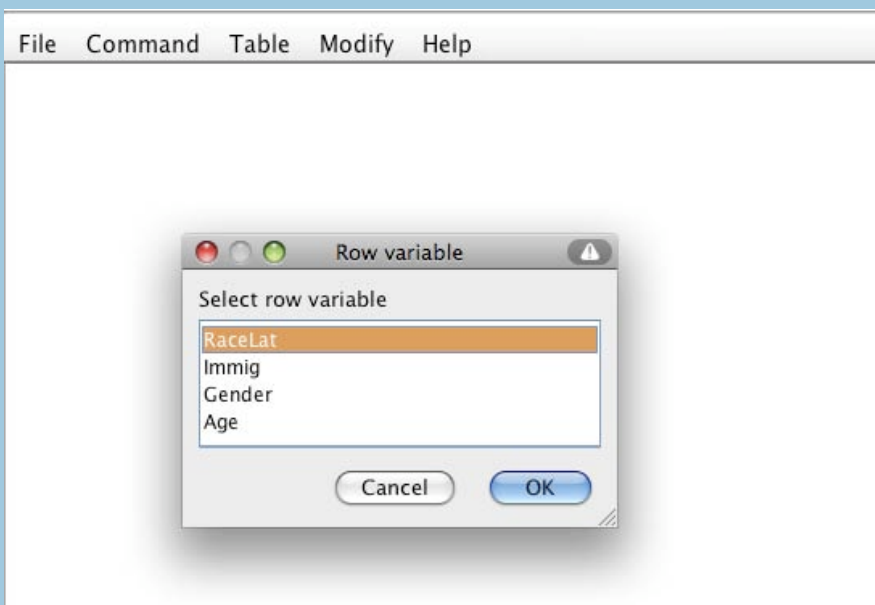 File Command Table Modify Help
Row variable
Select row variable
RaceLat
Immig
Gender
Age
Cancel OK